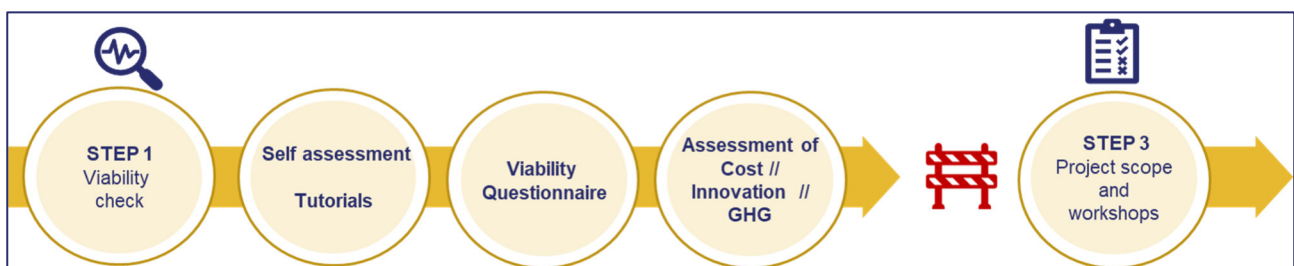 STEP 1
Viability
check
Self assessment
Tutorials
Viability
Questionnaire
Assessment of
Cost //
Innovation //
GHG
STEP 3
Project scope
and
workshops